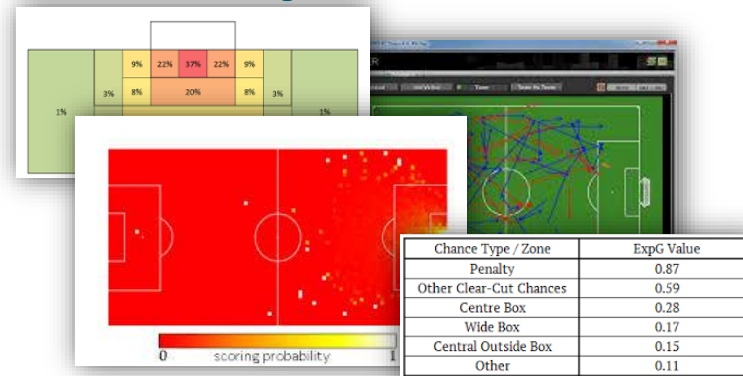 9% 22% 37% 22% 9%
3% 8% 20% 8% 3%
1% 1%
0 scoring probability 1
Chance Type / Zone ExpG Value
Penalty 0.87
Other Clear-Cut Chances 0.59
Centre Box 0.28
Wide Box 0.17
Central Outside Box 0.15
Other 0.11